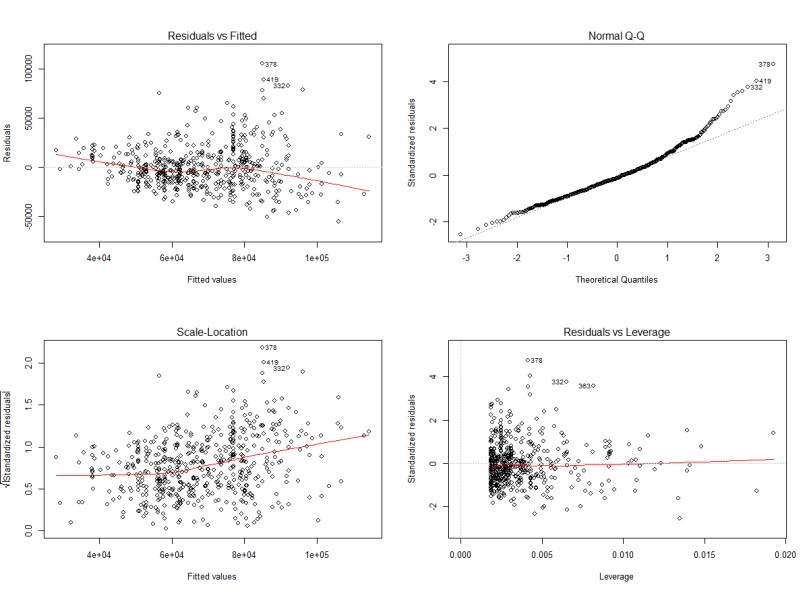 Residuals vs Fitted
Residuals
-50000 0 50000 100000
378
419
332
4e+04 6e+04 8e+04 1e+05
Fitted values
Normal Q-Q
Standardized residuals
-2 0 2 4
378
419
332
-3 -2 -1 0 1 2 3
Theoretical Quantiles
Scale-Location
√|Standardized residuals|
0.0 0.5 1.0 1.5 2.0
378
419
332
4e+04 6e+04 8e+04 1e+05
Fitted values
Residuals vs Leverage
Standardized residuals
-2 0 2 4
378
332
363
0.000 0.005 0.010 0.015 0.020
Leverage